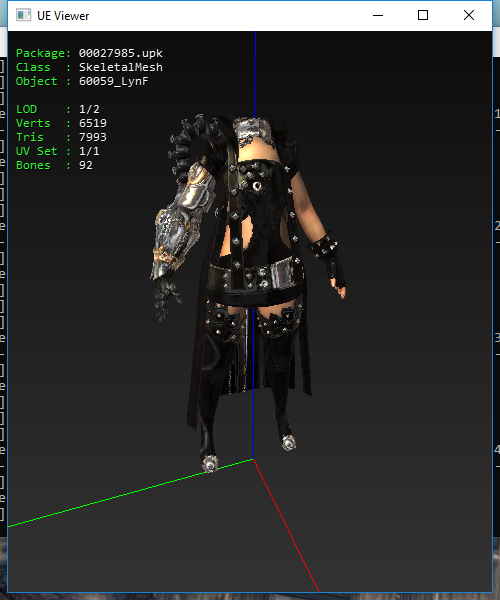 UE Viewer
Package: 00027985.upk
Class : SkeletalMesh
Object : 60059_LynF
LOD : 1/2
Verts : 6519
Tris : 7993
UV Set : 1/1
Bones : 92